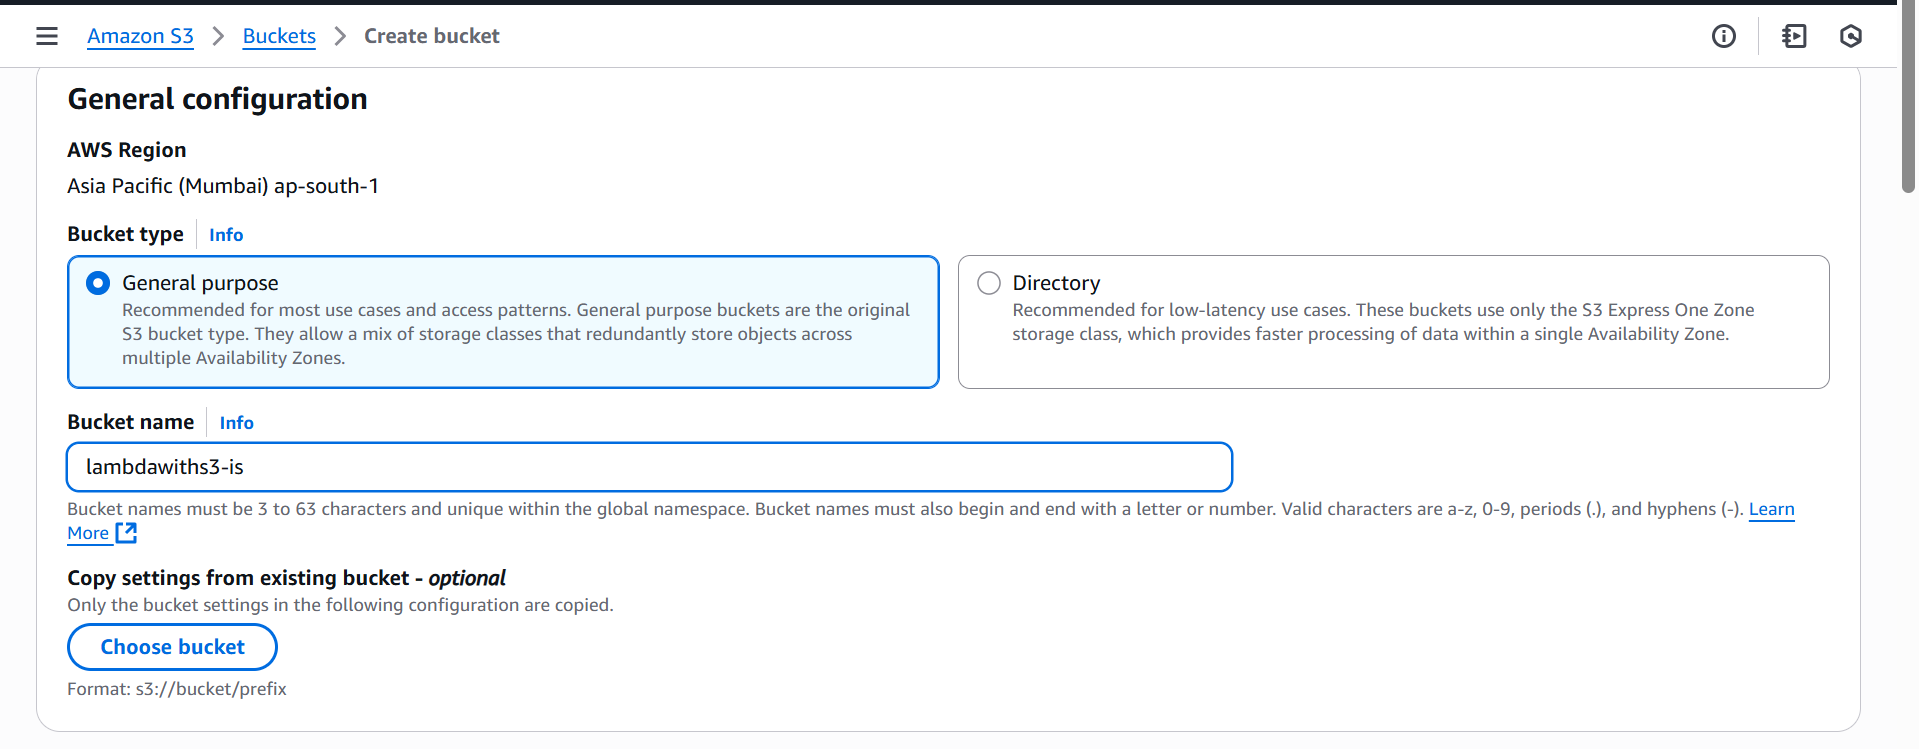 Amazon S3 > Buckets > Create bucket
General configuration
AWS Region
Asia Pacific (Mumbai) ap-south-1
Bucket type Info
General purpose
Recommended for most use cases and access patterns. General purpose buckets are the original
S3 bucket type. They allow a mix of storage classes that redundantly store objects across
multiple Availability Zones.
Directory
Recommended for low-latency use cases. These buckets use only the S3 Express One Zone
storage class, which provides faster processing of data within a single Availability Zone.
Bucket name Info
lambdawiths3-is
Bucket names must be 3 to 63 characters and unique within the global namespace. Bucket names must also begin and end with a letter or number. Valid characters are a-z, 0-9, periods (.), and hyphens (-). Learn
More
Copy settings from existing bucket - optional
Only the bucket settings in the following configuration are copied.
Choose bucket
Format: s3://bucket/prefix